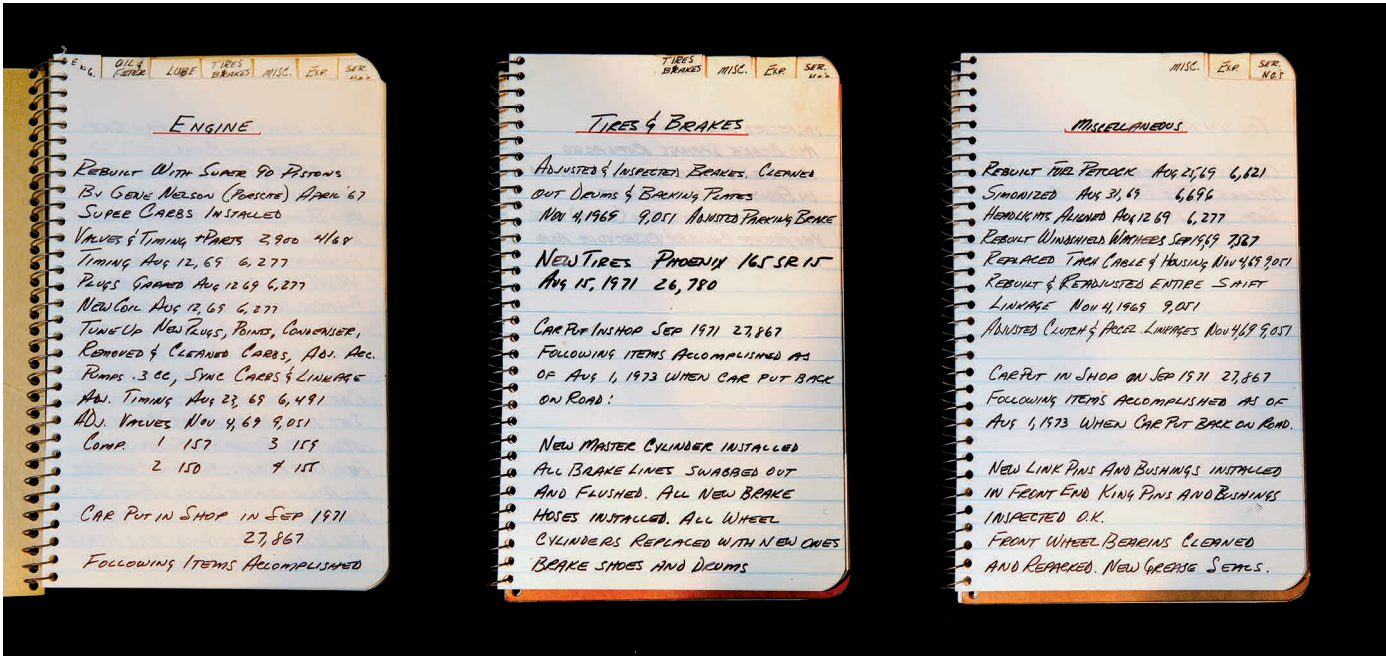 ENG. OIL & FILTER LUBE TIRES BRAKES MISC. EXP. SER. NO'S
ENGINE
REBUILT WITH SUPER 90 PISTONS
BY GENE NELSON (PORSCHE) APRIL '67
SUPER CARBS INSTALLED
VALVES & TIMING + PARTS 2,900 4/68
TIMING AUG 12, 69 6,277
PLUGS GAPPED AUG 12 69 6,277
NEW COIL AUG 12, 69 6,277
TUNE UP NEW PLUGS, POINTS, CONDENSER,
REMOVED & CLEANED CARBS, ADJ. ACC.
PUMPS .3 CC, SYNC CARBS & LINKAGE
ADJ. TIMING AUG 23, 69 6,491
ADJ. VALVES NOV 4, 69 9,051
COMP. 1 157 3 159
2 150 4 155
CAR PUT IN SHOP IN SEP 1971
27,867
FOLLOWING ITEMS ACCOMPLISHED
TIRES BRAKES MISC. EXP. SER. NO'S
TIRES & BRAKES
ADJUSTED & INSPECTED BRAKES. CLEANED
OUT DRUMS & BACKING PLATES
NOV 4, 1969 9,051 ADJUSTED PARKING BRAKE
NEW TIRES PHOENIX 165 SR 15
AUG 15, 1971 26,780
CAR PUT IN SHOP SEP 1971 27,867
FOLLOWING ITEMS ACCOMPLISHED AS
OF AUG 1, 1973 WHEN CAR PUT BACK
ON ROAD:
NEW MASTER CYLINDER INSTALLED
ALL BRAKE LINES SWABBED OUT
AND FLUSHED. ALL NEW BRAKE
HOSES INSTALLED. ALL WHEEL
CYLINDERS REPLACED WITH NEW ONES
BRAKE SHOES AND DRUMS
MISC. EXP. SER. NO'S
MISCELLANEOUS
REBUILT FUEL PETCOCK AUG 21, 69 6,621
SIMONIZED AUG 31, 69 6,696
HEADLIGHTS ALIGNED AUG 12 69 6,277
REBUILT WINDSHIELD WASHERS SEP 1969 7,567
REPLACED TACH CABLE & HOUSING NOV 4, 69 9,051
REBUILT & READJUSTED ENTIRE SHIFT
LINKAGE NOV 4, 1969 9,051
ADJUSTED CLUTCH & ACCEL. LINKAGES NOV 4, 69 9,051
CAR PUT IN SHOP ON SEP 1971 27,867
FOLLOWING ITEMS ACCOMPLISHED AS OF
AUG 1, 1973 WHEN CAR PUT BACK ON ROAD.
NEW LINK PINS AND BUSHINGS INSTALLED
IN FRONT END KING PINS AND BUSHINGS
INSPECTED O.K.
FRONT WHEEL BEARING CLEANED
AND REPACKED. NEW GREASE SEALS.